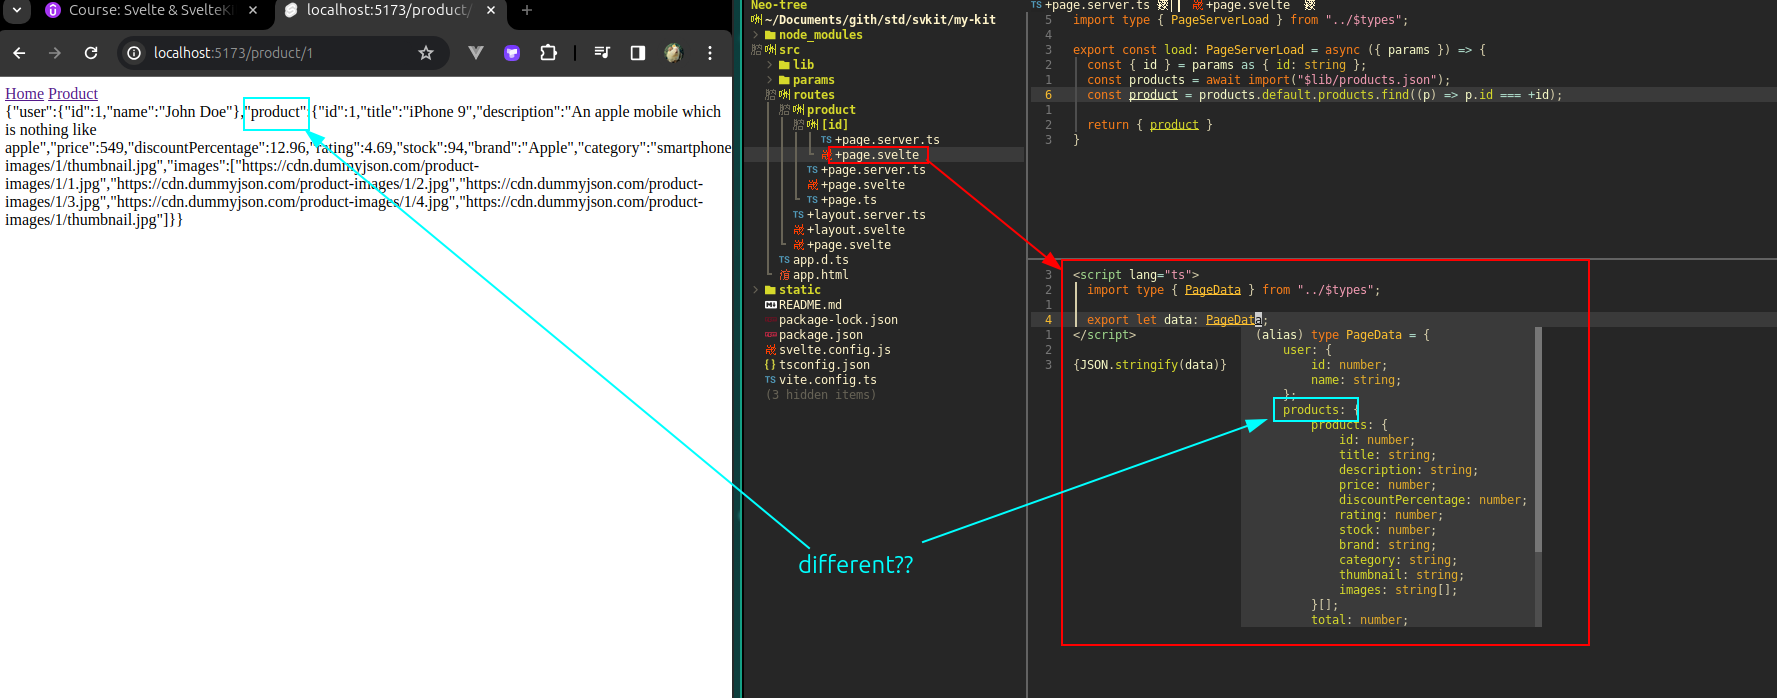 Course: Svelte & SvelteKi
localhost:5173/product/
localhost:5173/product/1
Home Product
{"user":{"id":1,"name":"John Doe"},"product":{"id":1,"title":"iPhone 9","description":"An apple mobile which
is nothing like
apple","price":549,"discountPercentage":12.96,"rating":4.69,"stock":94,"brand":"Apple","category":"smartphone
images/1/thumbnail.jpg","images":["https://cdn.dummyjson.com/product-
images/1/1.jpg","https://cdn.dummyjson.com/product-images/1/2.jpg","https://cdn.dummyjson.com/product-
images/1/3.jpg","https://cdn.dummyjson.com/product-images/1/4.jpg","https://cdn.dummyjson.com/product-
images/1/thumbnail.jpg"]}}
different??
Neo-tree
~/Documents/gith/std/svkit/my-kit
node_modules
src
lib
params
routes
product
[id]
TS +page.server.ts
+page.svelte
TS +page.server.ts
+page.svelte
TS +page.ts
TS +layout.server.ts
+layout.svelte
+page.svelte
TS app.d.ts
app.html
static
README.md
package-lock.json
package.json
svelte.config.js
{} tsconfig.json
TS vite.config.ts
(3 hidden items)
TS +page.server.ts +page.svelte
5 import type { PageServerLoad } from "../$types";
4
3 export const load: PageServerLoad = async ({ params }) => {
2 const { id } = params as { id: string };
1 const products = await import("$lib/products.json");
6 const product = products.default.products.find((p) => p.id === +id);
1
2 return { product }
3 }
3 <script lang="ts">
2 import type { PageData } from "../$types";
1
4 export let data: PageData;
1 </script>
2
3 {JSON.stringify(data)}
(alias) type PageData = {
user: {
id: number;
name: string;
};
products: {
products: {
id: number;
title: string;
description: string;
price: number;
discountPercentage: number;
rating: number;
stock: number;
brand: string;
category: string;
thumbnail: string;
images: string[];
}[];
total: number;